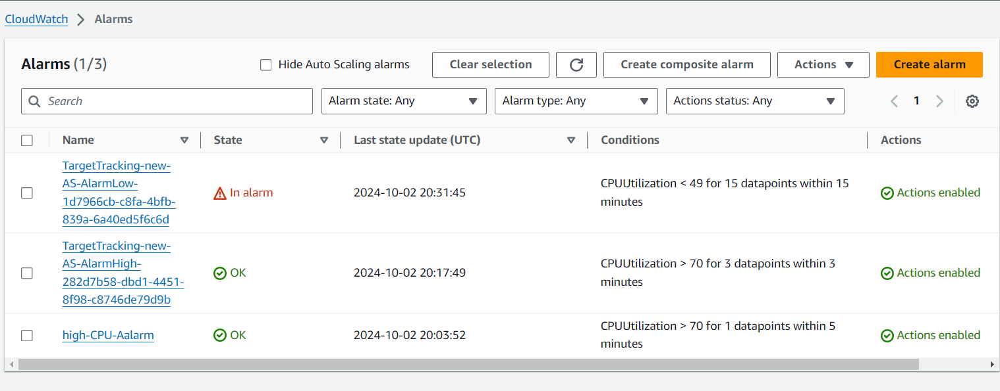 CloudWatch > Alarms
Alarms (1/3)
Hide Auto Scaling alarms
Clear selection
Create composite alarm
Actions
Create alarm
Search
Alarm state: Any
Alarm type: Any
Actions status: Any
1
Name
State
Last state update (UTC)
Conditions
Actions
TargetTracking-new-
AS-AlarmLow-
1d7966cb-c8fa-4bfb-
839a-6a40ed5f6c6d
In alarm
2024-10-02 20:31:45
CPUUtilization < 49 for 15 datapoints within 15
minutes
Actions enabled
TargetTracking-new-
AS-AlarmHigh-
282d7b58-dbd1-4451-
8f98-c8746de79d9b
OK
2024-10-02 20:17:49
CPUUtilization > 70 for 3 datapoints within 3
minutes
Actions enabled
high-CPU-Aalarm
OK
2024-10-02 20:03:52
CPUUtilization > 70 for 1 datapoints within 5
minutes
Actions enabled